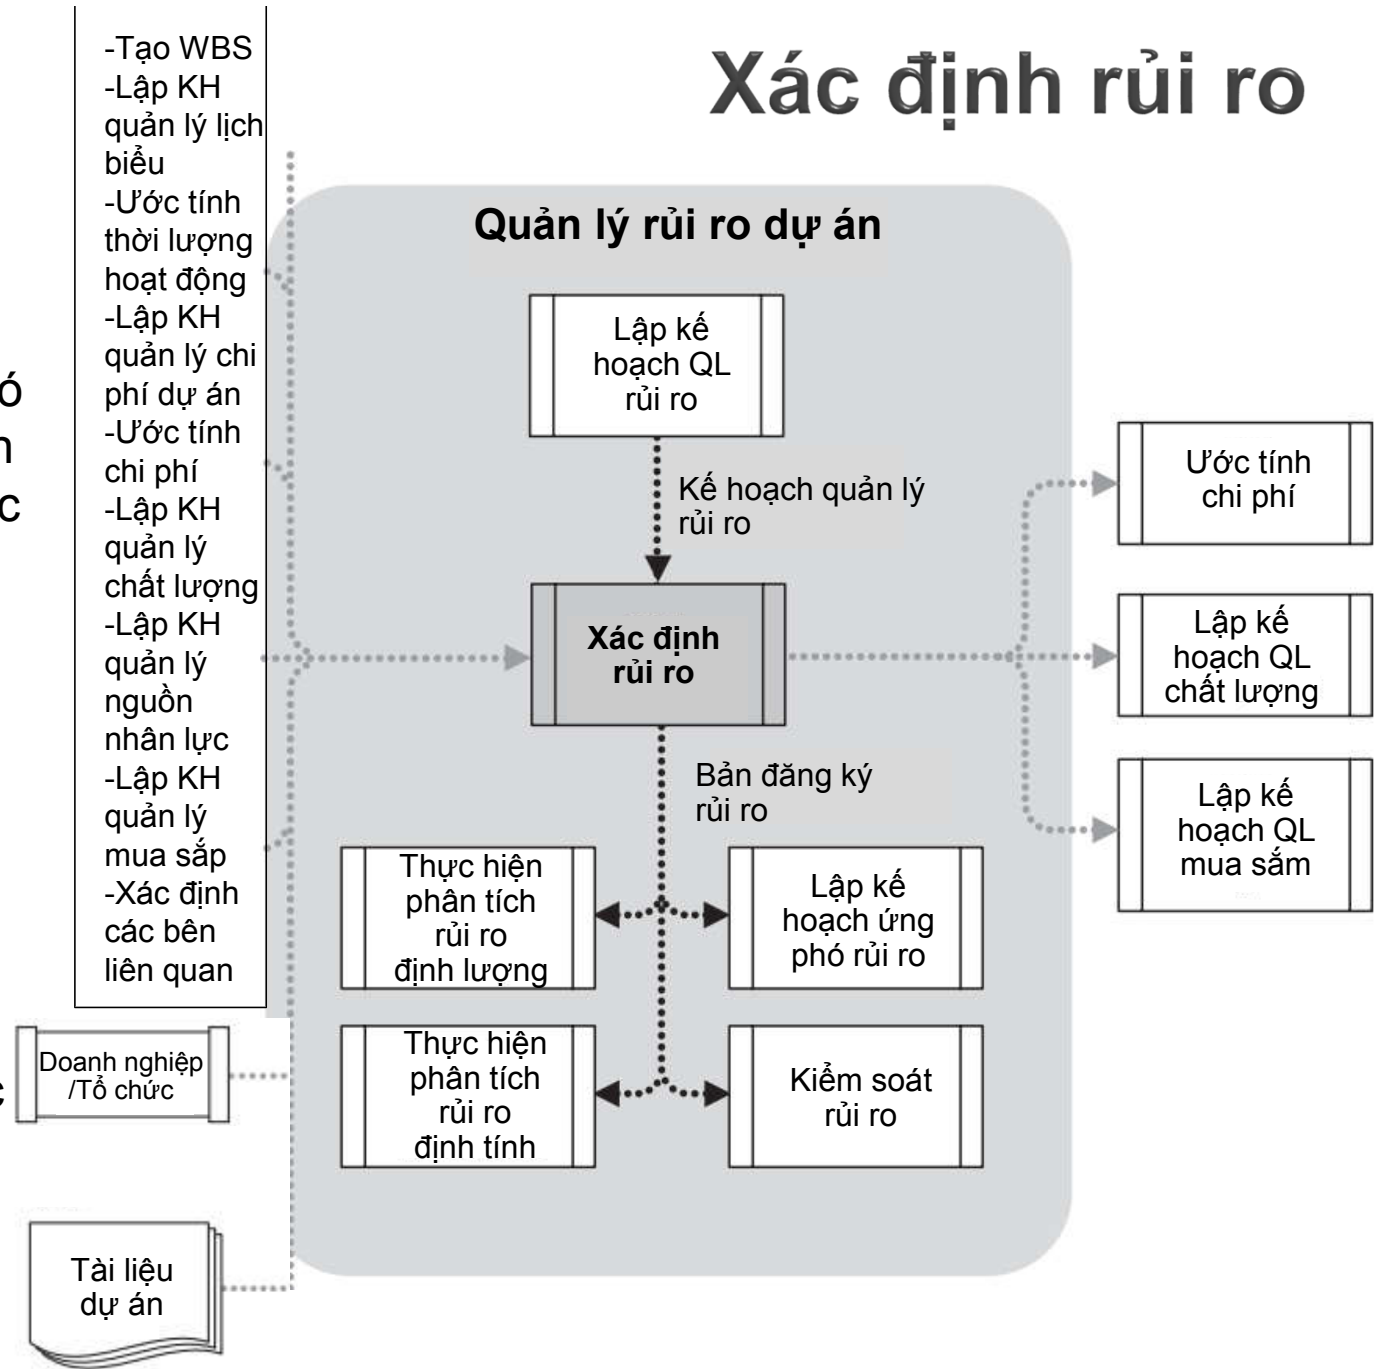 Xác định rủi ro
-Tạo WBS
-Lập KH
quản lý lịch
biểu
-Ước tính
thời lượng
hoạt động
-Lập KH
quản lý chi
phí dự án
-Ước tính
chi phí
-Lập KH
quản lý
chất lượng
-Lập KH
quản lý
nguồn
nhân lực
-Lập KH
quản lý
mua sắp
-Xác định
các bên
liên quan
Doanh nghiệp
/Tổ chức
Tài liệu
dự án
Quản lý rủi ro dự án
Lập kế
hoạch QL
rủi ro
Kế hoạch quản lý
rủi ro
Xác định
rủi ro
Bản đăng ký
rủi ro
Thực hiện
phân tích
rủi ro
định lượng
Lập kế
hoạch ứng
phó rủi ro
Thực hiện
phân tích
rủi ro
định tính
Kiểm soát
rủi ro
Ước tính
chi phí
Lập kế
hoạch QL
chất lượng
Lập kế
hoạch QL
mua sắm